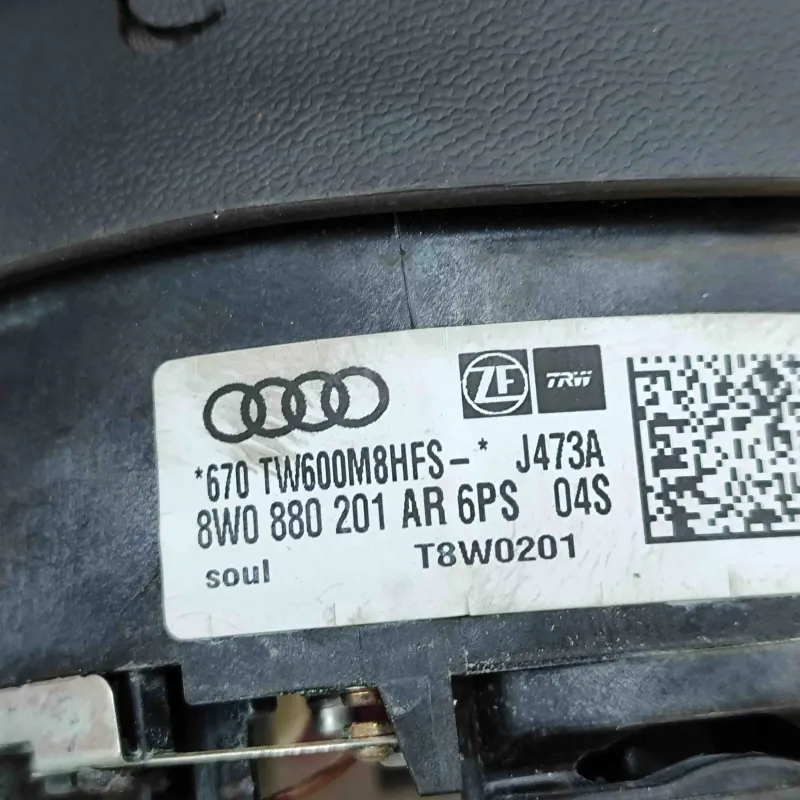 ZF TRW
*670 TW600M8HFS-* J473A
8W0 880 201 AR 6PS 04S
soul T8W0201